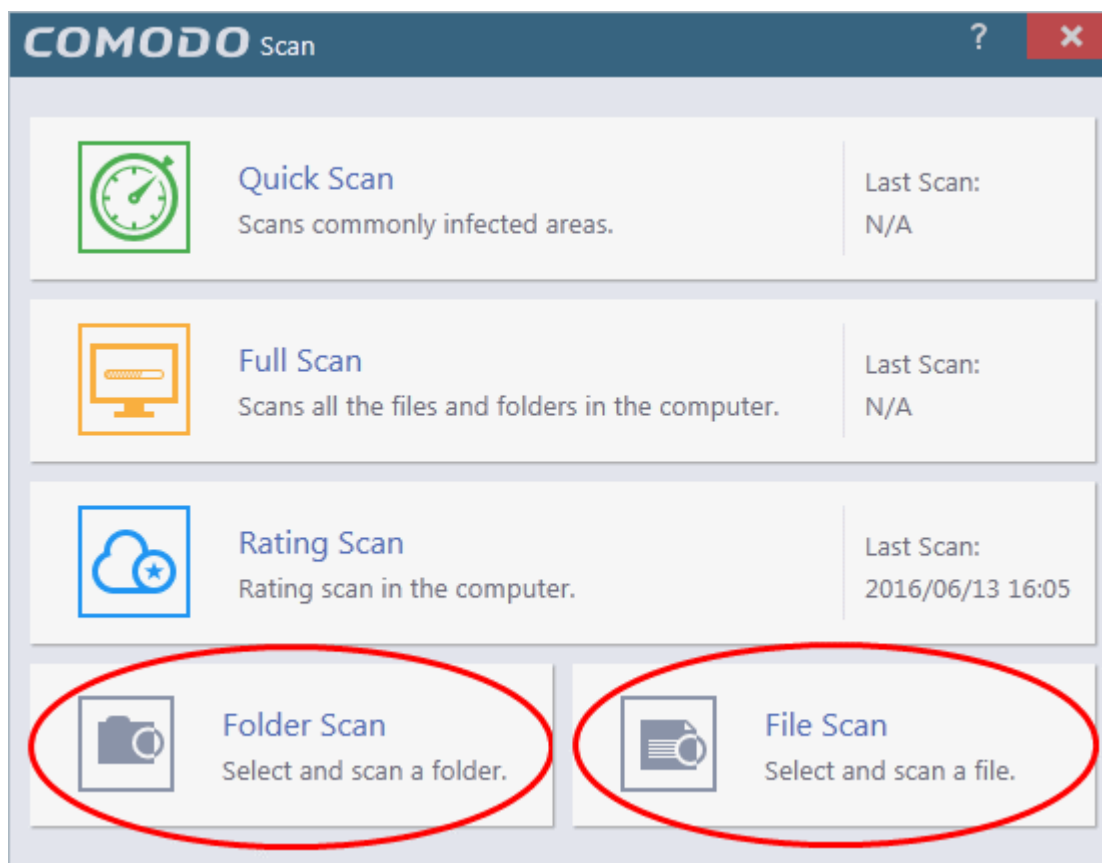 COMODO Scan ?
Quick Scan
Scans commonly infected areas.
Last Scan:
N/A
Full Scan
Scans all the files and folders in the computer.
Last Scan:
N/A
Rating Scan
Rating scan in the computer.
Last Scan:
2016/06/13 16:05
Folder Scan
Select and scan a folder.
File Scan
Select and scan a file.